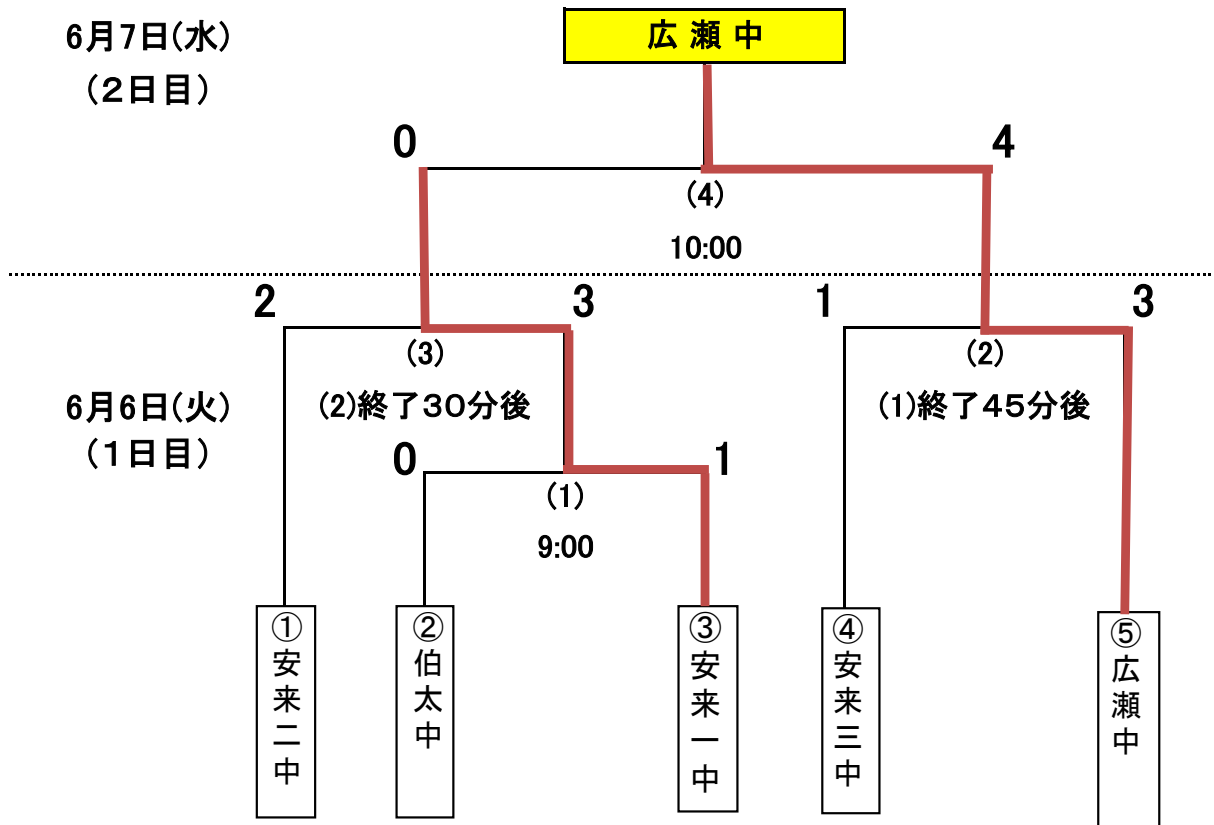 6月7日(水)
（２日目）
広 瀬 中
0
4
(4)
10:00
2
3
1
3
(3)
(2)
6月6日(火)
（１日目）
(2)終了３０分後
(1)終了４５分後
0
1
(1)
9:00
①安来二中
②伯太中
③安来一中
④安来三中
⑤広瀬中